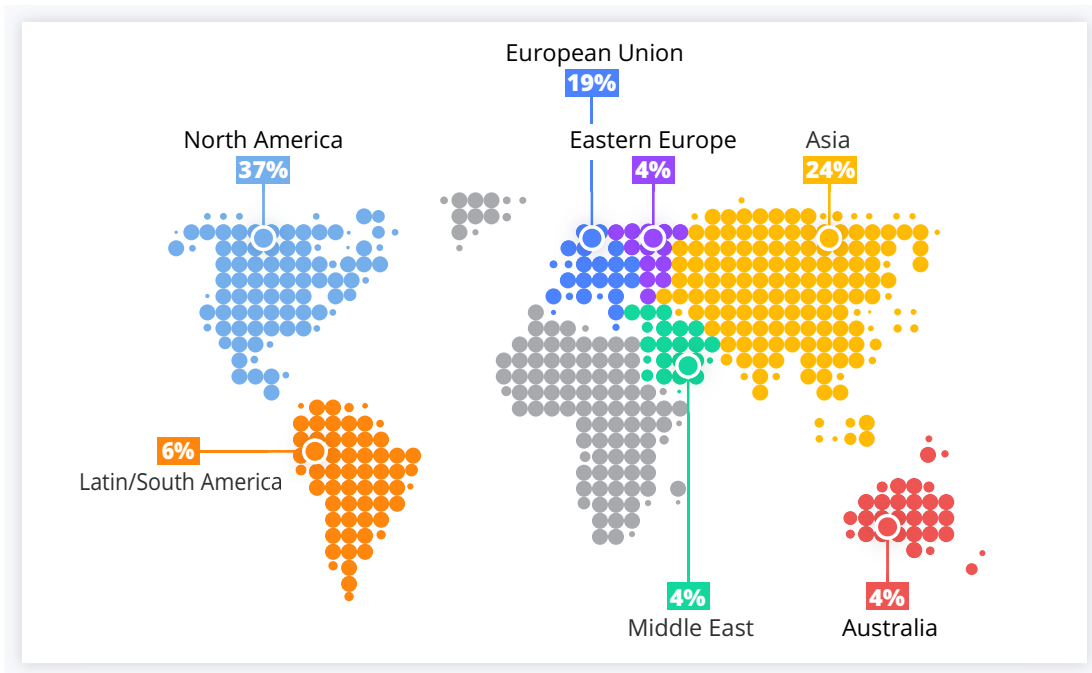 European Union
19%
North America
37%
Eastern Europe
4%
Asia
24%
6%
Latin/South America
4%
Middle East
4%
Australia